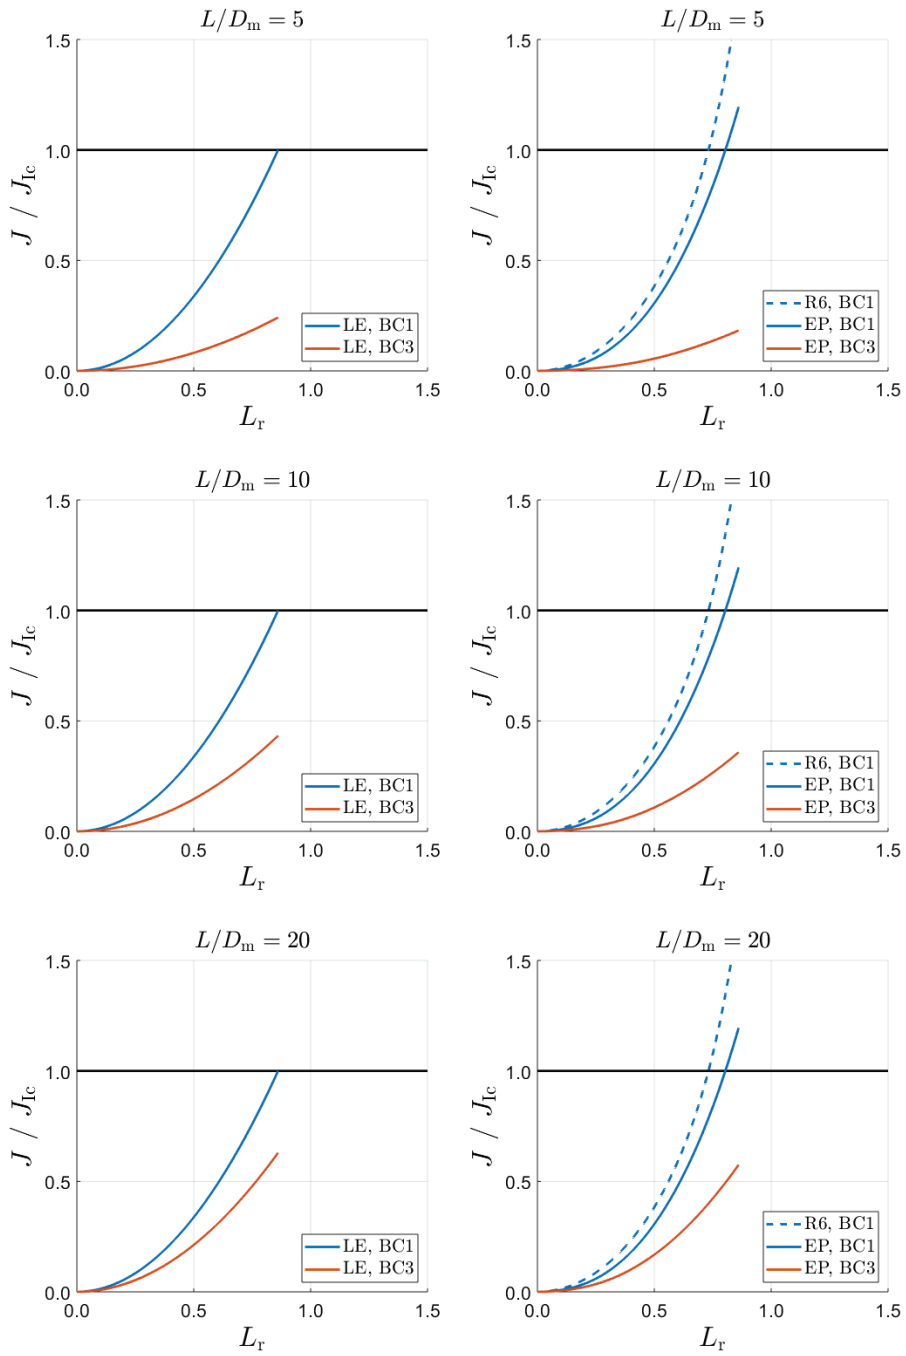 L/Dm = 5
1.5
1.0
0.5
0.0
J / JIc
LE, BC1
LE, BC3
0.0 0.5 1.0 1.5
Lr
L/Dm = 5
1.5
1.0
0.5
0.0
J / JIc
R6, BC1
EP, BC1
EP, BC3
0.0 0.5 1.0 1.5
Lr
L/Dm = 10
1.5
1.0
0.5
0.0
J / JIc
LE, BC1
LE, BC3
0.0 0.5 1.0 1.5
Lr
L/Dm = 10
1.5
1.0
0.5
0.0
J / JIc
R6, BC1
EP, BC1
EP, BC3
0.0 0.5 1.0 1.5
Lr
L/Dm = 20
1.5
1.0
0.5
0.0
J / JIc
LE, BC1
LE, BC3
0.0 0.5 1.0 1.5
Lr
L/Dm = 20
1.5
1.0
0.5
0.0
J / JIc
R6, BC1
EP, BC1
EP, BC3
0.0 0.5 1.0 1.5
Lr